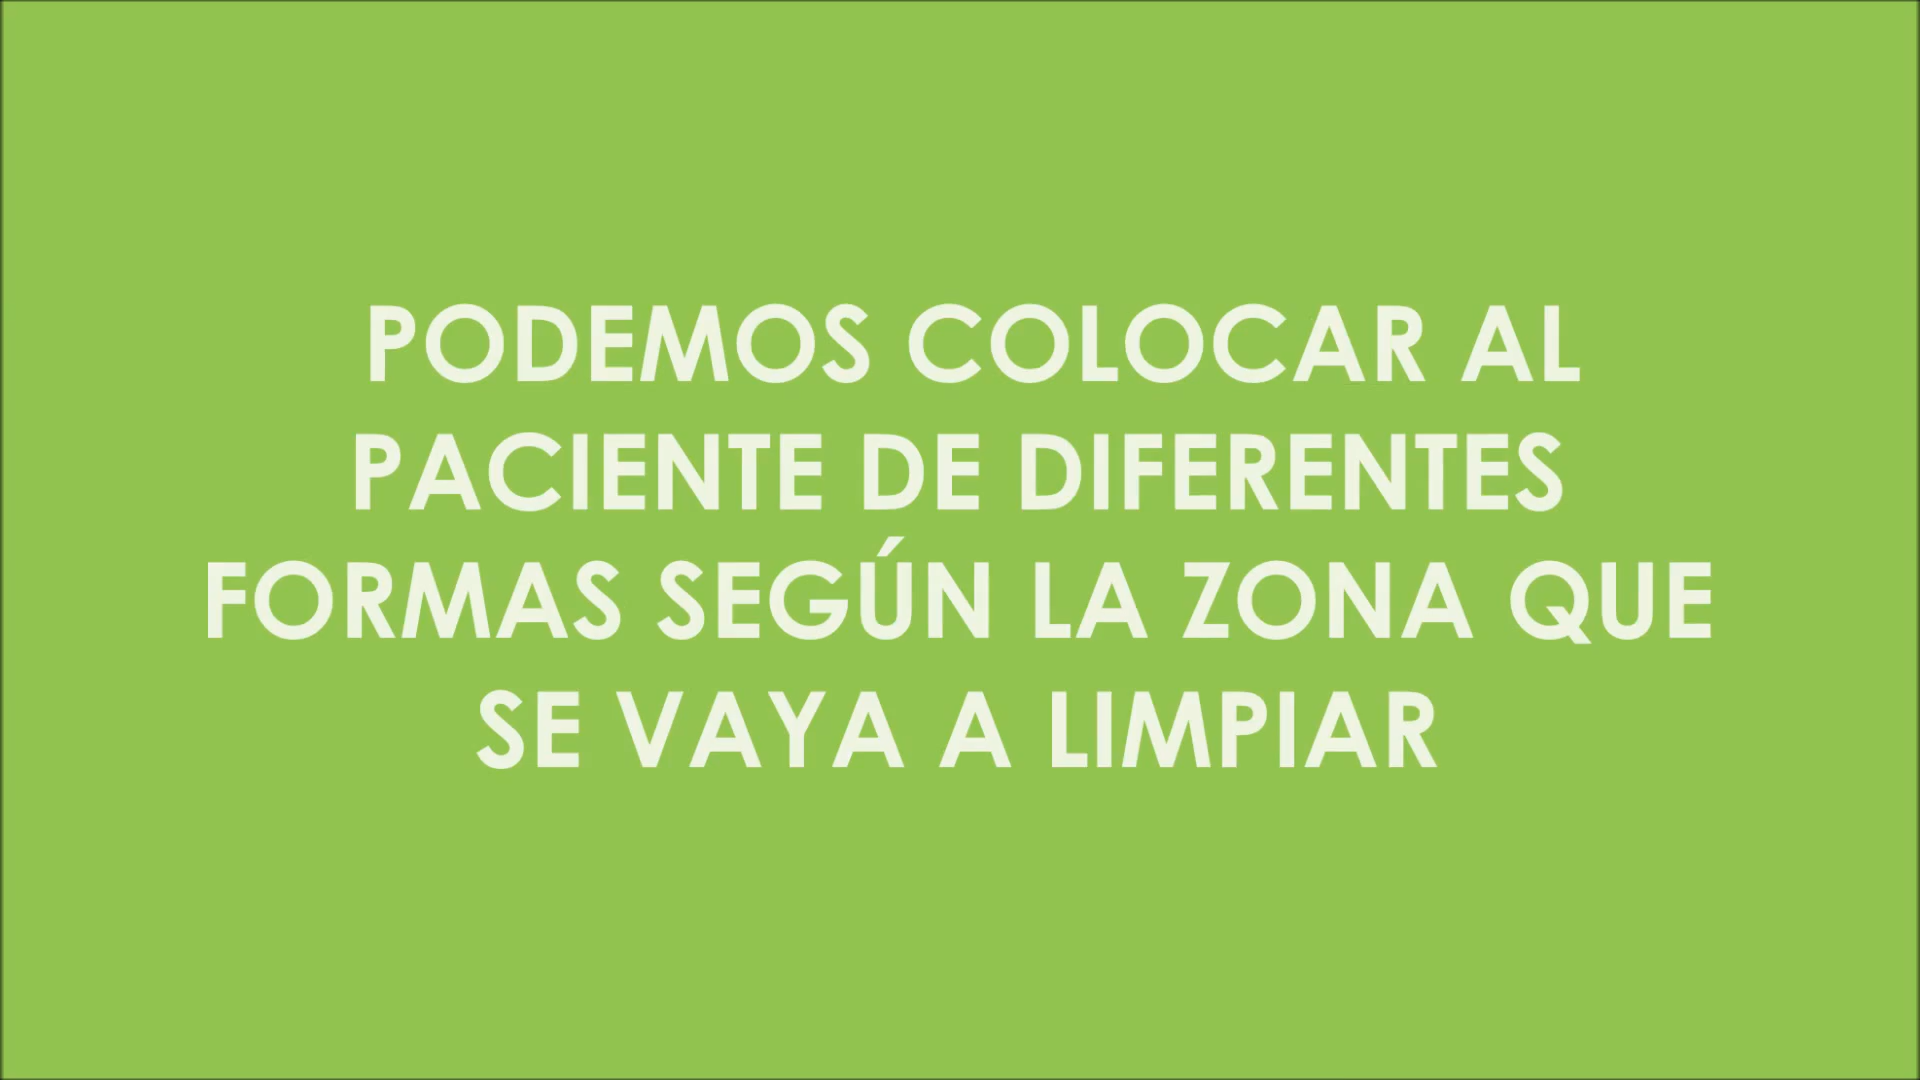 PODEMOS COLOCAR AL
PACIENTE DE DIFERENTES
FORMAS SEGÚN LA ZONA QUE
SE VAYA A LIMPIAR